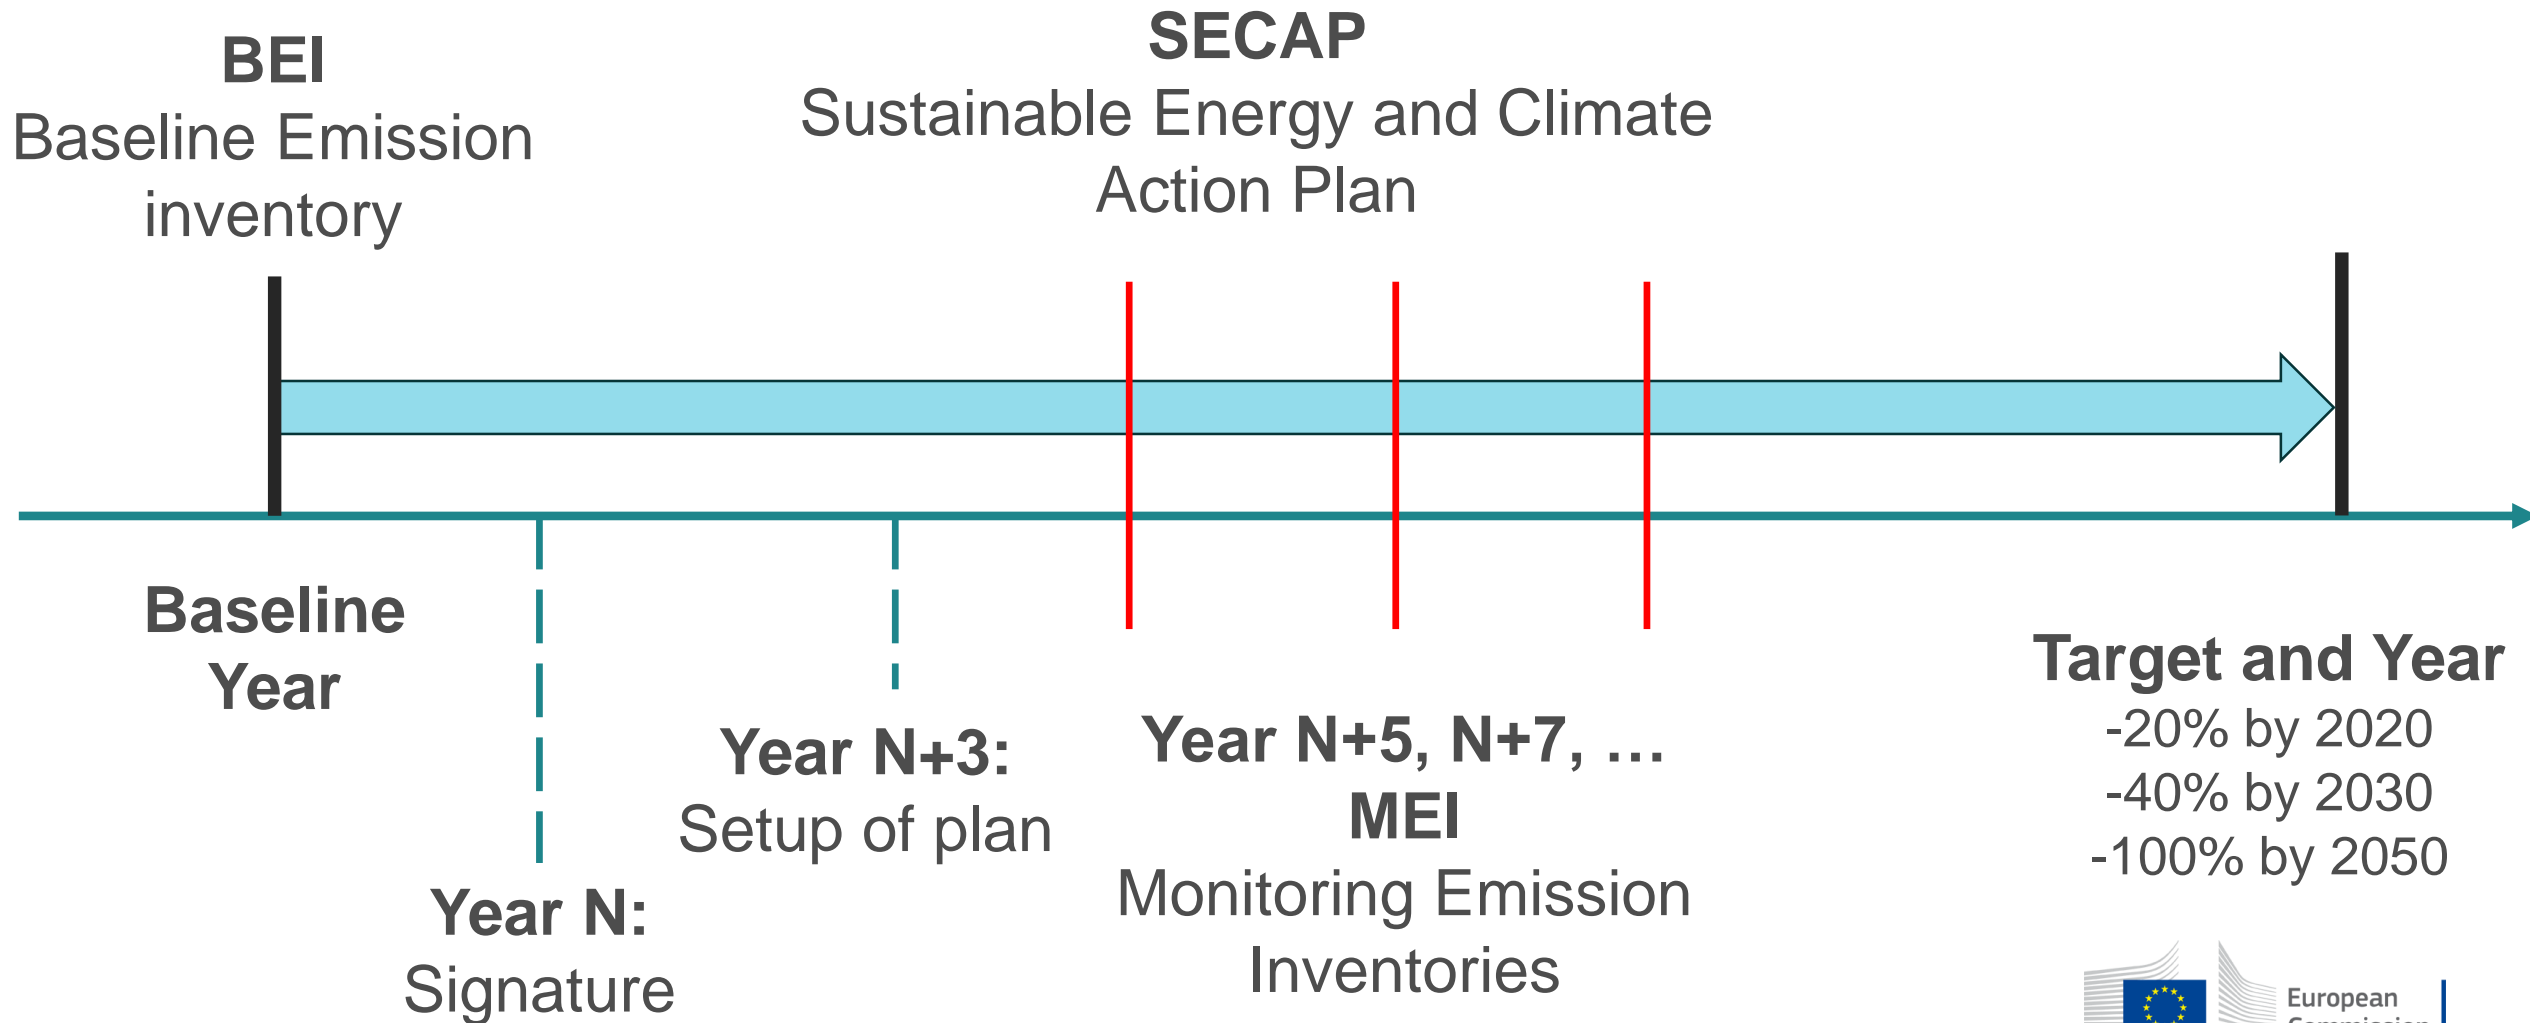 BEI
Baseline Emission
inventory
SECAP
Sustainable Energy and Climate
Action Plan
Baseline
Year
Year N:
Signature
Year N+3:
Setup of plan
Year N+5, N+7, …
MEI
Monitoring Emission
Inventories
Target and Year
-20% by 2020
-40% by 2030
-100% by 2050
European
Commission